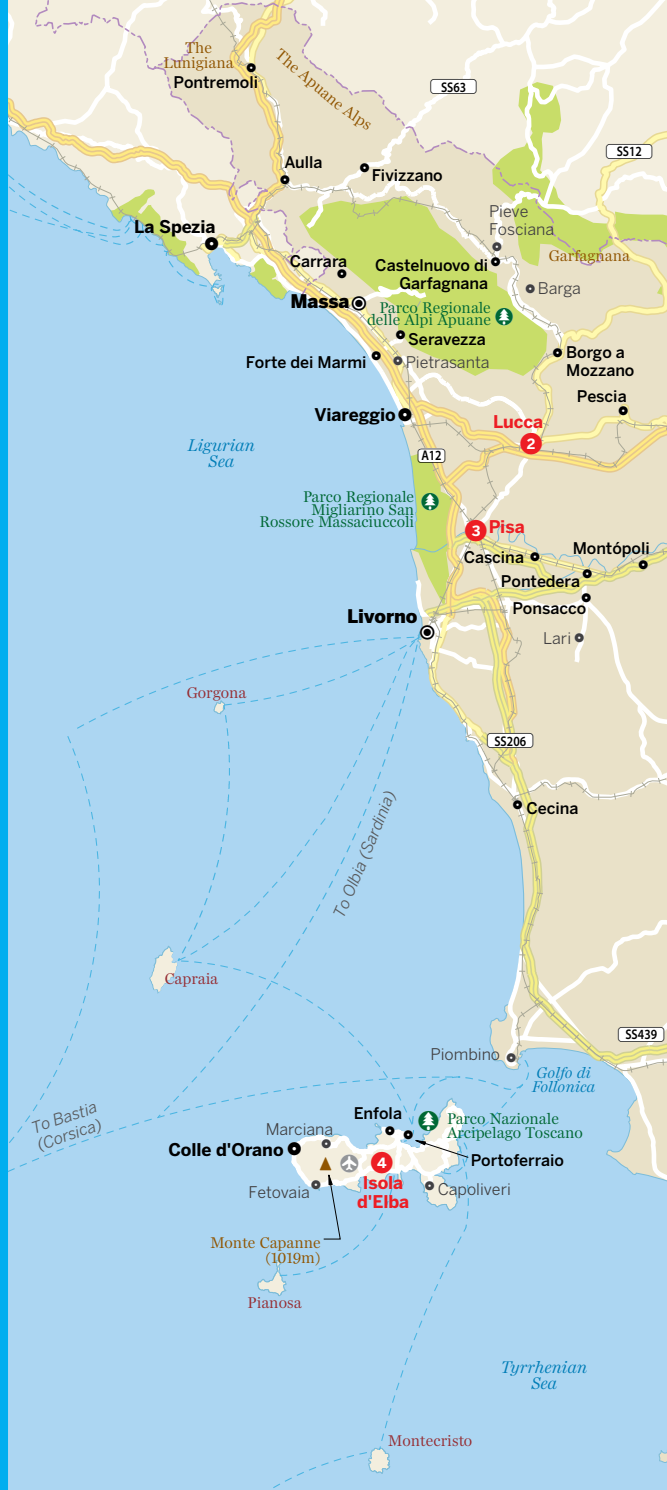 The
Lunigiana
Pontremoli
The Apuane Alps
SS63
SS12
Aulla
Fivizzano
Pieve
Fosciana
La Spezia
Garfagnana
Carrara
Castelnuovo di
Garfagnana
Barga
Massa
Parco Regionale
delle Alpi Apuane
Seravezza
Forte dei Marmi
Pietrasanta
Borgo a
Mozzano
Pescia
Viareggio
Lucca
2
Ligurian
Sea
A12
Parco Regionale
Migliarino San
Rossore Massaciuccoli
3
Pisa
Cascina
Montópoli
Pontedera
Ponsacco
Livorno
Lari
Gorgona
SS206
Cecina
To Olbia (Sardinia)
Capraia
SS439
Piombino
Golfo di
Follonica
To Bastia
(Corsica)
Enfola
Parco Nazionale
Arcipelago Toscano
Marciana
Colle d'Orano
Portoferraio
4
Isola
d'Elba
Fetovaia
Capoliveri
Monte Capanne
(1019m)
Pianosa
Tyrrhenian
Sea
Montecristo